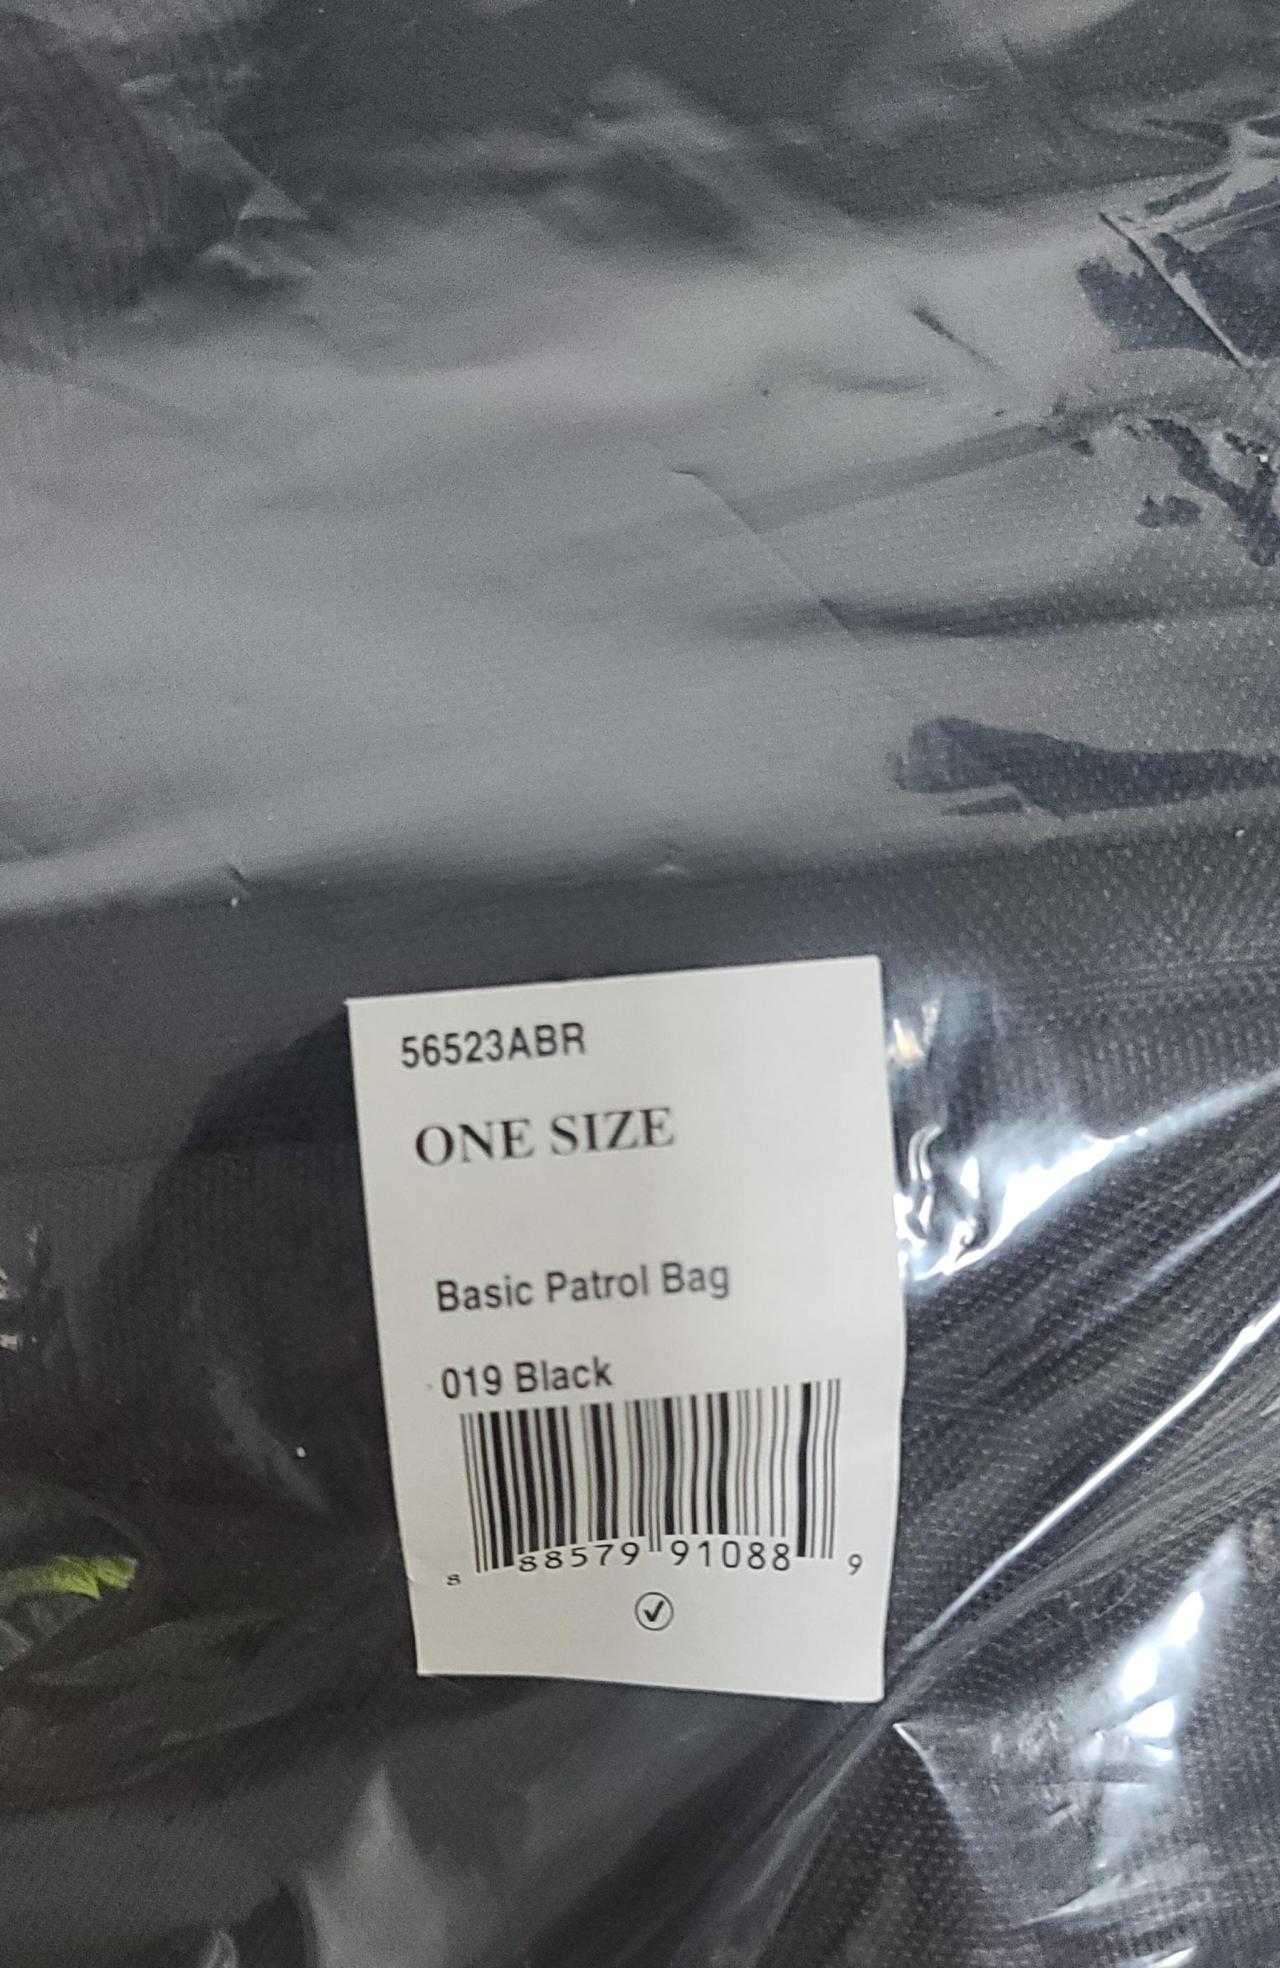 56523ABR
ONE SIZE
Basic Patrol Bag
019 Black
8 88579 91088 9